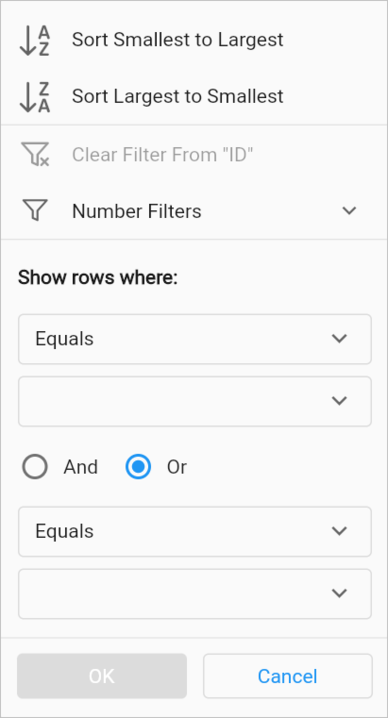 Sort Smallest to Largest
Sort Largest to Smallest
Clear Filter From "ID"
Number Filters
Show rows where:
Equals
And Or
Equals
OK Cancel